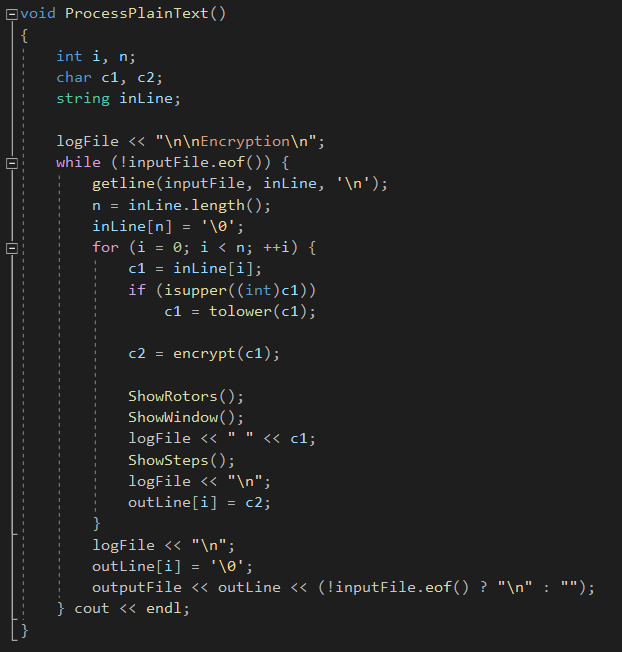 void ProcessPlainText()
{
    int i, n;
    char c1, c2;
    string inLine;

    logFile << "\n\nEncryption\n";
    while (!inputFile.eof()) {
        getline(inputFile, inLine, '\n');
        n = inLine.length();
        inLine[n] = '\0';
        for (i = 0; i < n; ++i) {
            c1 = inLine[i];
            if (isupper((int)c1))
                c1 = tolower(c1);

            c2 = encrypt(c1);

            ShowRotors();
            ShowWindow();
            logFile << " " << c1;
            ShowSteps();
            logFile << "\n";
            outLine[i] = c2;
        }
        logFile << "\n";
        outLine[i] = '\0';
        outputFile << outLine << (!inputFile.eof() ? "\n" : "");
    } cout << endl;
}